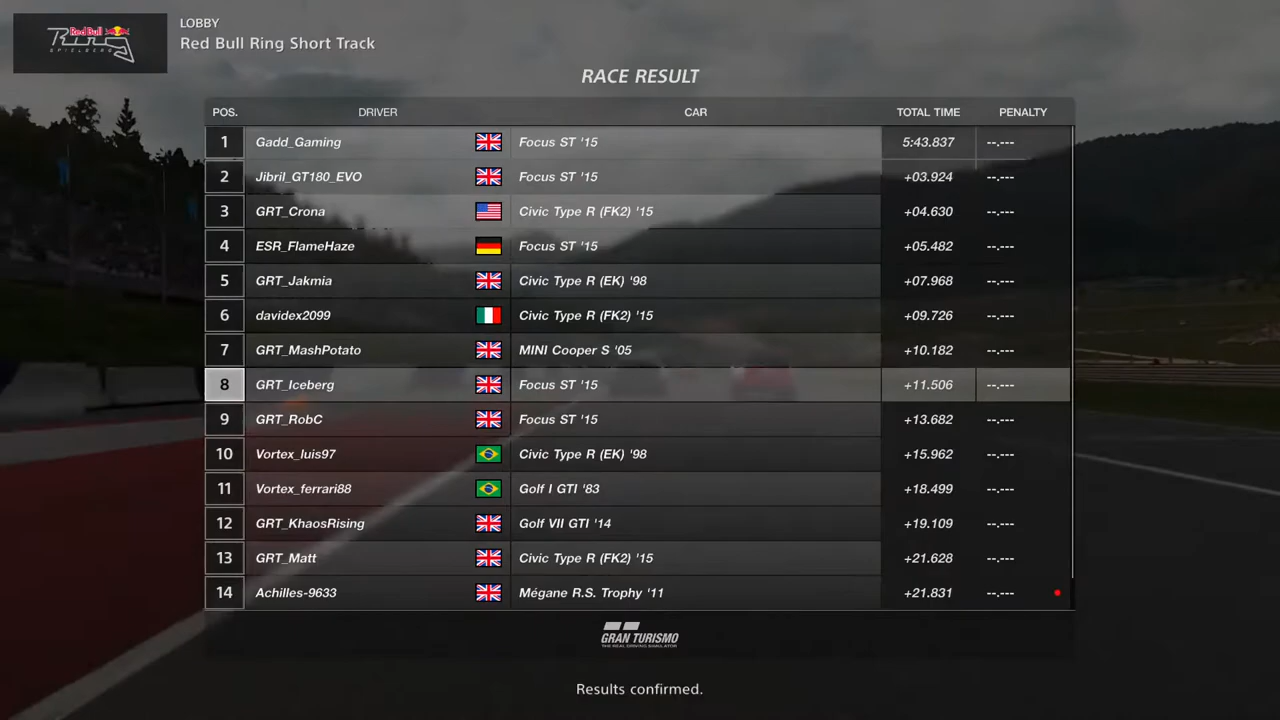 LOBBY
Red Bull Ring Short Track
Red Bull
Ring
SPIELBERG
RACE RESULT
POS. DRIVER CAR TOTAL TIME PENALTY
1 Gadd_Gaming Focus ST '15 5:43.837 --.---
2 Jibril_GT180_EVO Focus ST '15 +03.924 --.---
3 GRT_Crona Civic Type R (FK2) '15 +04.630 --.---
4 ESR_FlameHaze Focus ST '15 +05.482 --.---
5 GRT_Jakmia Civic Type R (EK) '98 +07.968 --.---
6 davidex2099 Civic Type R (FK2) '15 +09.726 --.---
7 GRT_MashPotato MINI Cooper S '05 +10.182 --.---
8 GRT_Iceberg Focus ST '15 +11.506 --.---
9 GRT_RobC Focus ST '15 +13.682 --.---
10 Vortex_luis97 Civic Type R (EK) '98 +15.962 --.---
11 Vortex_ferrari88 Golf I GTI '83 +18.499 --.---
12 GRT_KhaosRising Golf VII GTI '14 +19.109 --.---
13 GRT_Matt Civic Type R (FK2) '15 +21.628 --.---
14 Achilles-9633 Mégane R.S. Trophy '11 +21.831 --.---
GRAN TURISMO
THE REAL DRIVING SIMULATOR
Results confirmed.